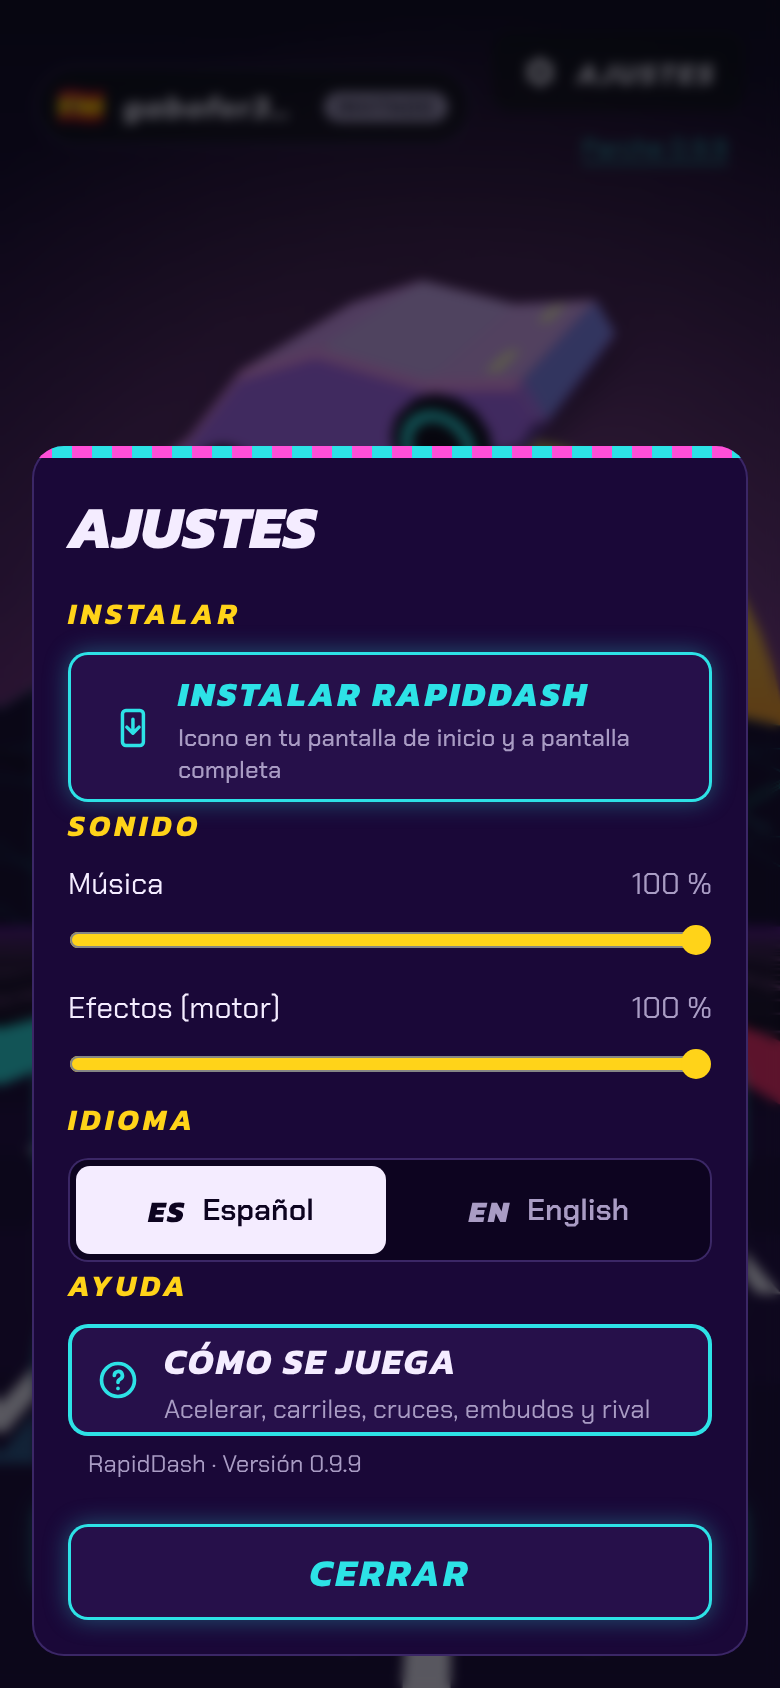 AJUSTES
AJUSTES
INSTALAR
INSTALAR RAPIDDASH
Icono en tu pantalla de inicio y a pantalla
completa
SONIDO
Música 100 %
Efectos (motor) 100 %
IDIOMA
ES Español EN English
AYUDA
CÓMO SE JUEGA
Acelerar, carriles, cruces, embudos y rival
RapidDash · Versión 0.9.9
CERRAR